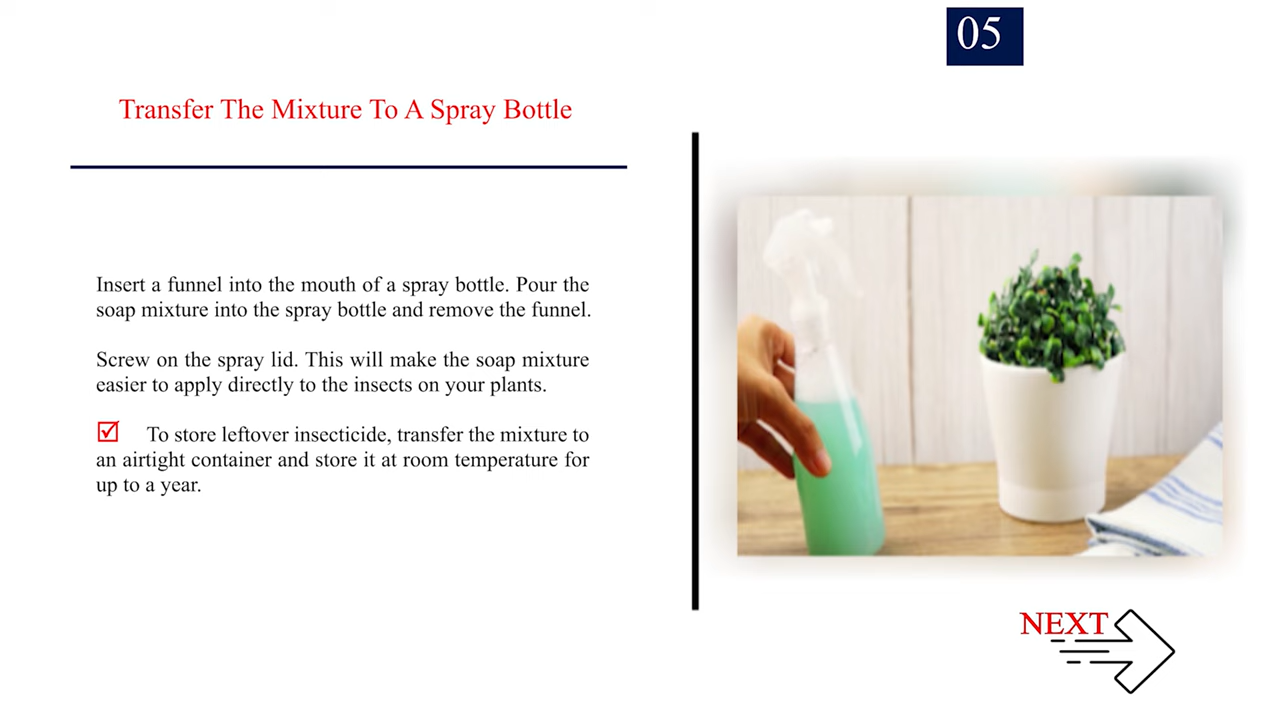 05
Transfer The Mixture To A Spray Bottle
Insert a funnel into the mouth of a spray bottle. Pour the
soap mixture into the spray bottle and remove the funnel.
Screw on the spray lid. This will make the soap mixture
easier to apply directly to the insects on your plants.
To store leftover insecticide, transfer the mixture to
an airtight container and store it at room temperature for
up to a year.
NEXT